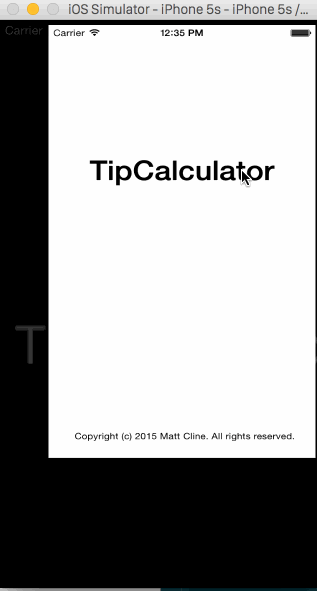 iOS Simulator - iPhone 5s - iPhone 5s /...
Carrier
Carrier 12:35 PM
TipCalculator
T
Copyright (c) 2015 Matt Cline. All rights reserved.